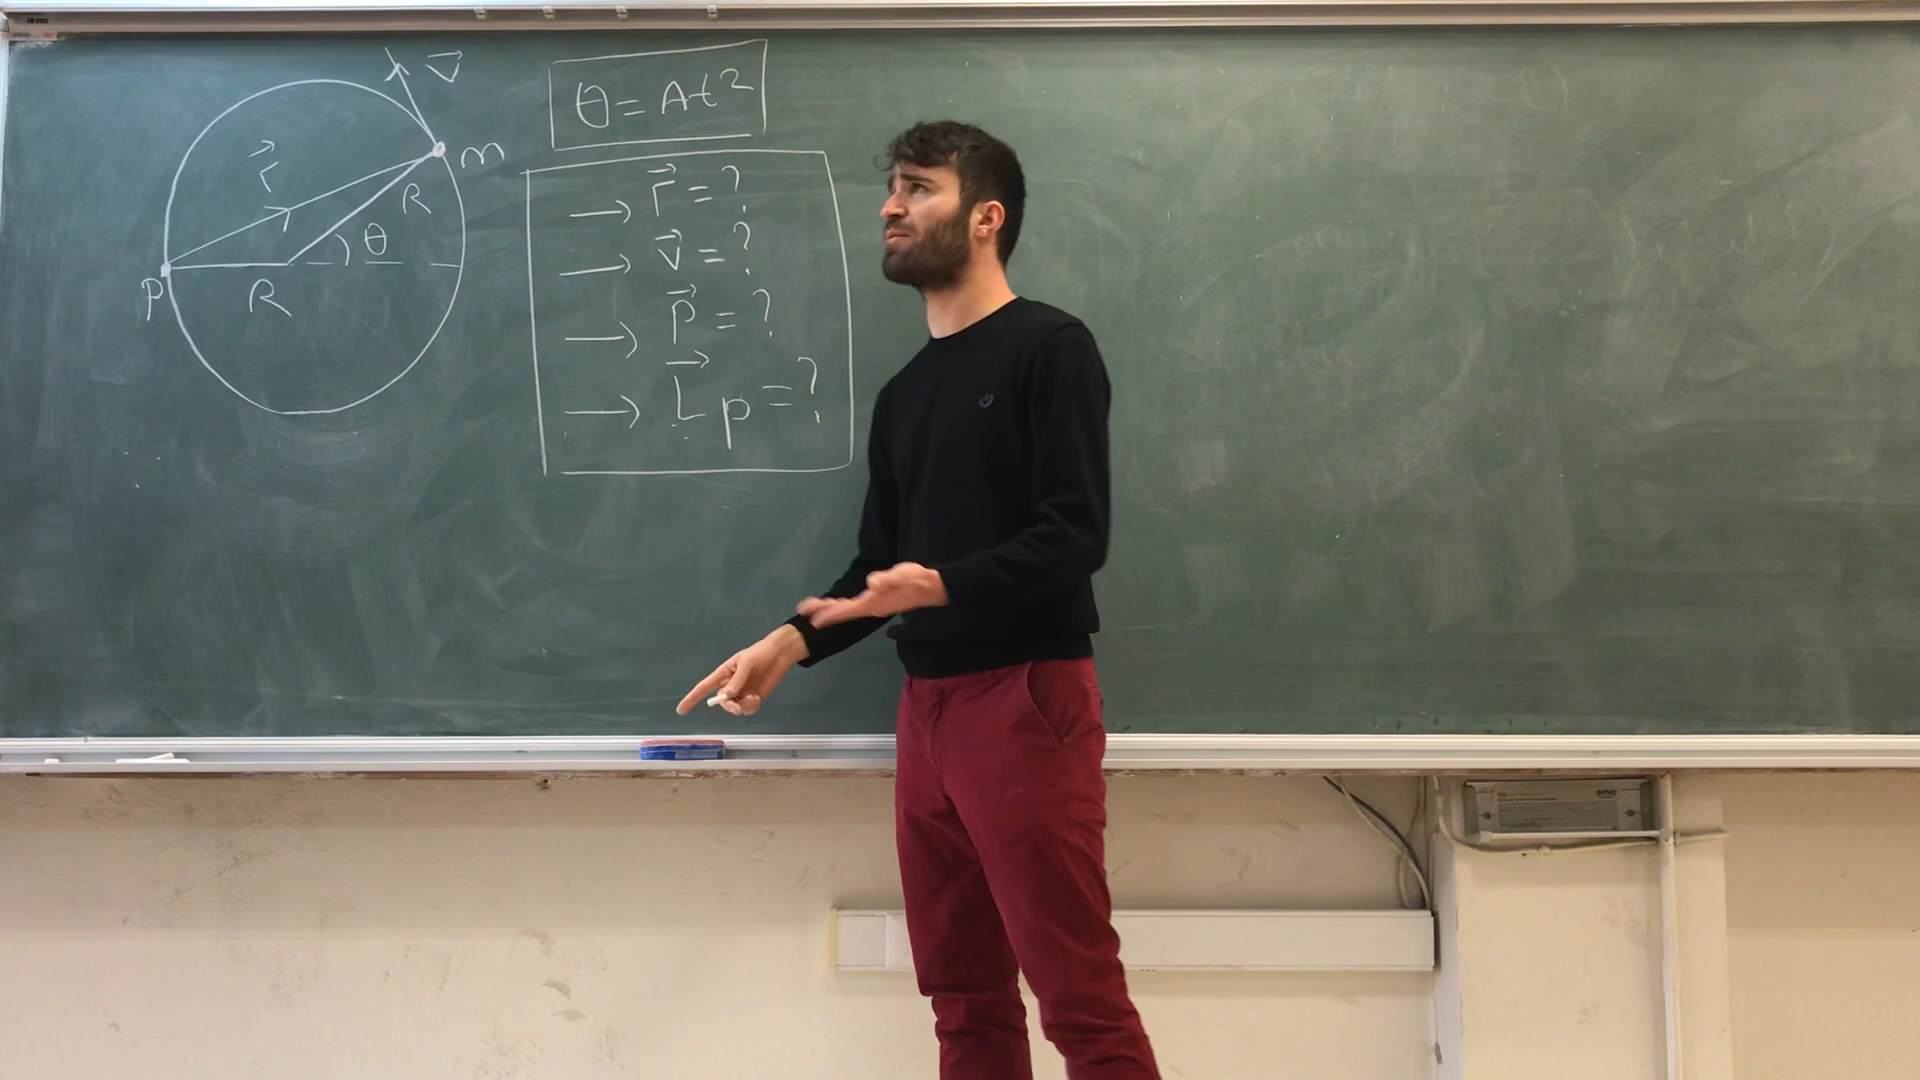 V
θ = At²
m
r
R
θ
P
R
→ r = ?
→ v = ?
→ p = ?
→ L p = ?